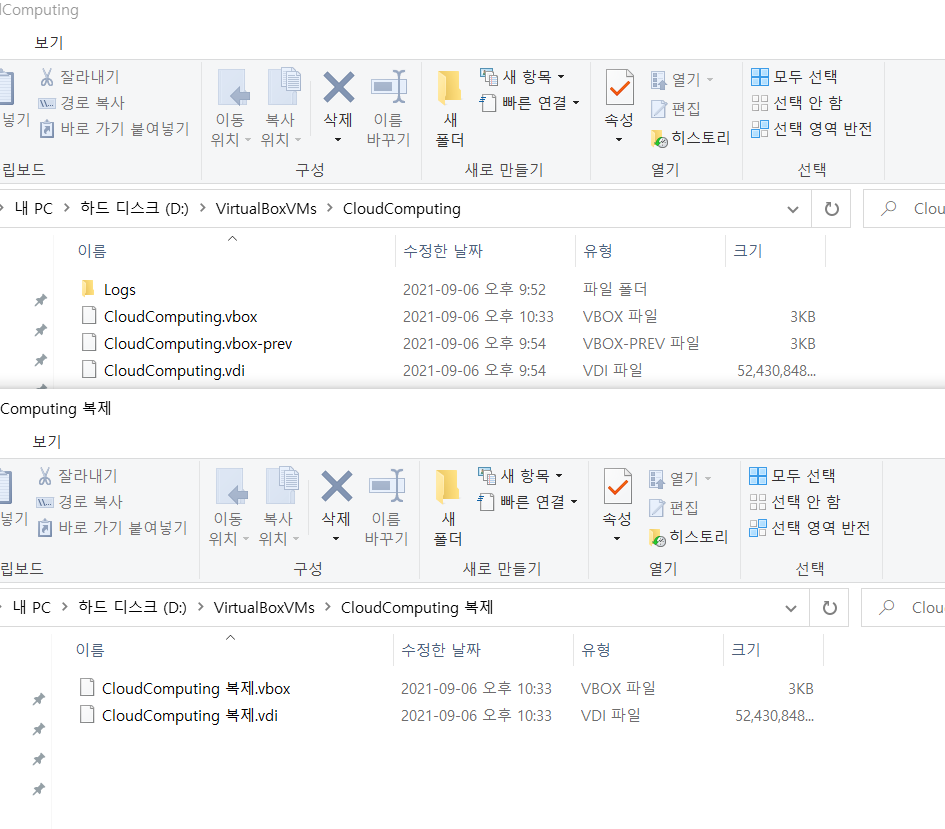 Computing
보기
잘라내기
경로 복사
바로 가기 붙여넣기
넣기
이동 위치
복사 위치
삭제
이름 바꾸기
새 폴더
새 항목
빠른 연결
속성
열기
편집
히스토리
모두 선택
선택 안 함
선택 영역 반전
립보드
구성
새로 만들기
열기
선택
내 PC > 하드 디스크 (D:) > VirtualBoxVMs > CloudComputing
Clou
이름 수정한 날짜 유형 크기
Logs 2021-09-06 오후 9:52 파일 폴더
CloudComputing.vbox 2021-09-06 오후 10:33 VBOX 파일 3KB
CloudComputing.vbox-prev 2021-09-06 오후 9:54 VBOX-PREV 파일 3KB
CloudComputing.vdi 2021-09-06 오후 9:54 VDI 파일 52,430,848...
Computing 복제
보기
잘라내기
경로 복사
바로 가기 붙여넣기
넣기
이동 위치
복사 위치
삭제
이름 바꾸기
새 폴더
새 항목
빠른 연결
속성
열기
편집
히스토리
모두 선택
선택 안 함
선택 영역 반전
립보드
구성
새로 만들기
열기
선택
내 PC > 하드 디스크 (D:) > VirtualBoxVMs > CloudComputing 복제
Clou
이름 수정한 날짜 유형 크기
CloudComputing 복제.vbox 2021-09-06 오후 10:33 VBOX 파일 3KB
CloudComputing 복제.vdi 2021-09-06 오후 10:33 VDI 파일 52,430,848...